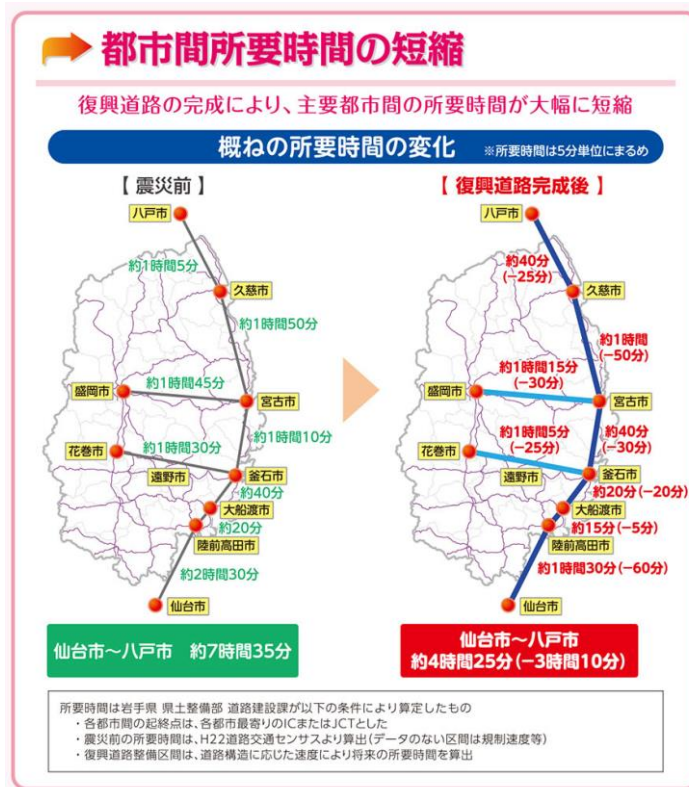 都市間所要時間の短縮
復興道路の完成により、主要都市間の所要時間が大幅に短縮
概ねの所要時間の変化 ※所要時間は5分単位にまるめ
【 震災前 】
八戸市
約1時間5分
久慈市
約1時間50分
盛岡市
約1時間45分
宮古市
約1時間10分
花巻市
約1時間30分
遠野市
釜石市
約40分
大船渡市
約20分
陸前高田市
約2時間30分
仙台市
仙台市～八戸市 約7時間35分
【 復興道路完成後 】
八戸市
約40分
(−25分)
久慈市
約1時間
(−50分)
約1時間15分
(−30分)
盛岡市
宮古市
約40分
(−30分)
約1時間5分
(−25分)
花巻市
遠野市
釜石市
約20分(−20分)
大船渡市
約15分(−5分)
陸前高田市
約1時間30分(−60分)
仙台市
仙台市～八戸市
約4時間25分(−3時間10分)
所要時間は岩手県 県土整備部 道路建設課が以下の条件により算定したもの
・各都市間の起終点は、各都市最寄りのICまたはJCTとした
・震災前の所要時間は、H22道路交通センサスより算出(データのない区間は規制速度等)
・復興道路整備区間は、道路構造に応じた速度により将来の所要時間を算出